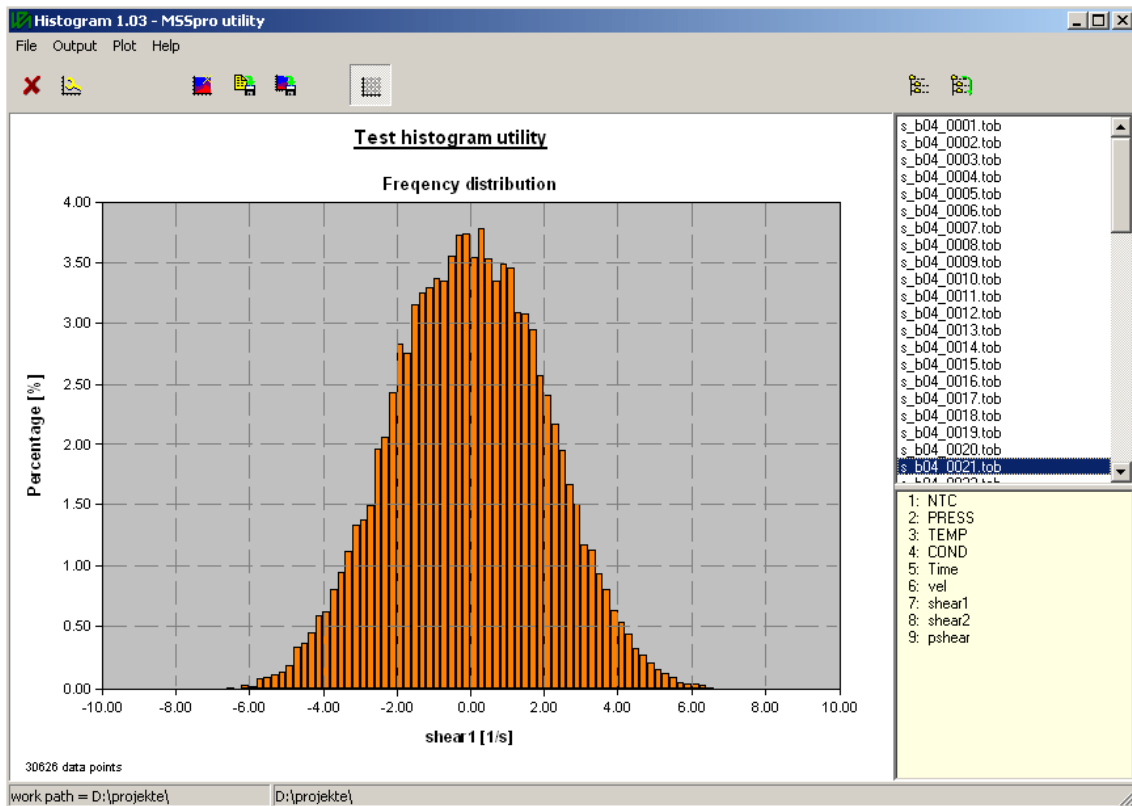 Histogram 1.03 - MSSpro utility
File Output Plot Help
Test histogram utility
Freqency distribution
4.00
3.50
3.00
2.50
2.00
1.50
1.00
0.50
0.00
Percentage [%]
-10.00 -8.00 -6.00 -4.00 -2.00 0.00 2.00 4.00 6.00 8.00 10.00
shear1 [1/s]
30626 data points
s_b04_0001.tob
s_b04_0002.tob
s_b04_0003.tob
s_b04_0004.tob
s_b04_0005.tob
s_b04_0006.tob
s_b04_0007.tob
s_b04_0008.tob
s_b04_0009.tob
s_b04_0010.tob
s_b04_0011.tob
s_b04_0012.tob
s_b04_0013.tob
s_b04_0014.tob
s_b04_0015.tob
s_b04_0016.tob
s_b04_0017.tob
s_b04_0018.tob
s_b04_0019.tob
s_b04_0020.tob
s_b04_0021.tob
1: NTC
2: PRESS
3: TEMP
4: COND
5: Time
6: vel
7: shear1
8: shear2
9: pshear
work path = D:\projekte\ D:\projekte\